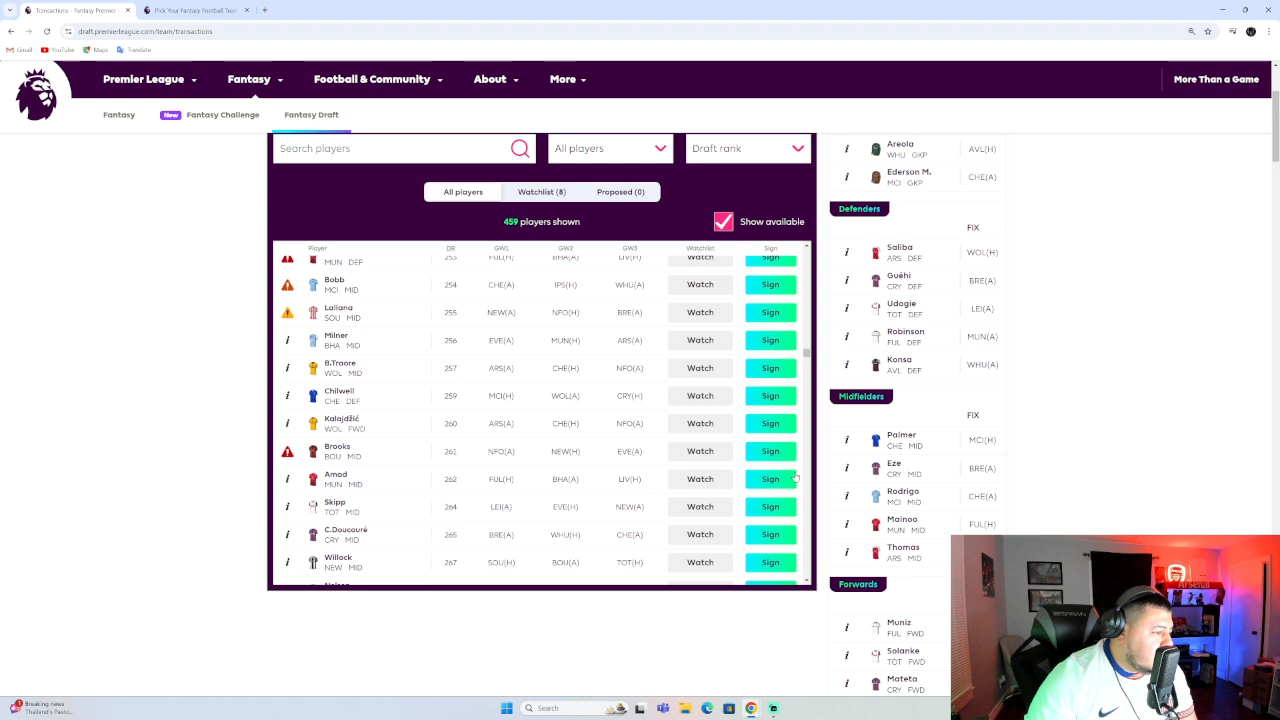 Transactions - Fantasy Premier
Pick Your Fantasy Football Team
draft.premierleague.com/team/transactions
Gmail YouTube Maps Translate
Premier League Fantasy Football & Community About More More Than a Game
Fantasy New Fantasy Challenge Fantasy Draft
Search players All players Draft rank
All players Watchlist (8) Proposed (0)
459 players shown Show available
Player DR GW1 GW2 GW3 Watchlist Sign
MUN DEF 253 FUL(H) BHA(A) LIV(H) Watch Sign
Bobb
MCI MID 254 CHE(A) IPS(H) WHU(A) Watch Sign
Lallana
SOU MID 255 NEW(A) NFO(H) BRE(A) Watch Sign
Milner
BHA MID 256 EVE(A) MUN(H) ARS(A) Watch Sign
B.Traore
WOL MID 257 ARS(A) CHE(H) NFO(A) Watch Sign
Chilwell
CHE DEF 259 MCI(H) WOL(A) CRY(H) Watch Sign
Kalajdžić
WOL FWD 260 ARS(A) CHE(H) NFO(A) Watch Sign
Brooks
BOU MID 261 NFO(A) NEW(H) EVE(A) Watch Sign
Amad
MUN MID 262 FUL(H) BHA(A) LIV(H) Watch Sign
Skipp
TOT MID 264 LEI(A) EVE(H) NEW(A) Watch Sign
C.Doucouré
CRY MID 265 BRE(A) WHU(H) CHE(A) Watch Sign
Willock
NEW MID 267 SOU(H) BOU(A) TOT(H) Watch Sign
Areola
WHU GKP AVL(H)
Ederson M.
MCI GKP CHE(A)
Defenders
FIX
Saliba
ARS DEF WOL(H)
Guéhi
CRY DEF BRE(A)
Udogie
TOT DEF LEI(A)
Robinson
FUL DEF MUN(A)
Konsa
AVL DEF WHU(A)
Midfielders
FIX
Palmer
CHE MID MCI(H)
Eze
CRY MID BRE(A)
Rodrigo
MCI MID CHE(A)
Mainoo
MUN MID FUL(H)
Thomas
ARS MID
Forwards
Muniz
FUL FWD
Solanke
TOT FWD
Mateta
CRY FWD
Arsenal
Breaking news
Thailand's Paeto...
Search